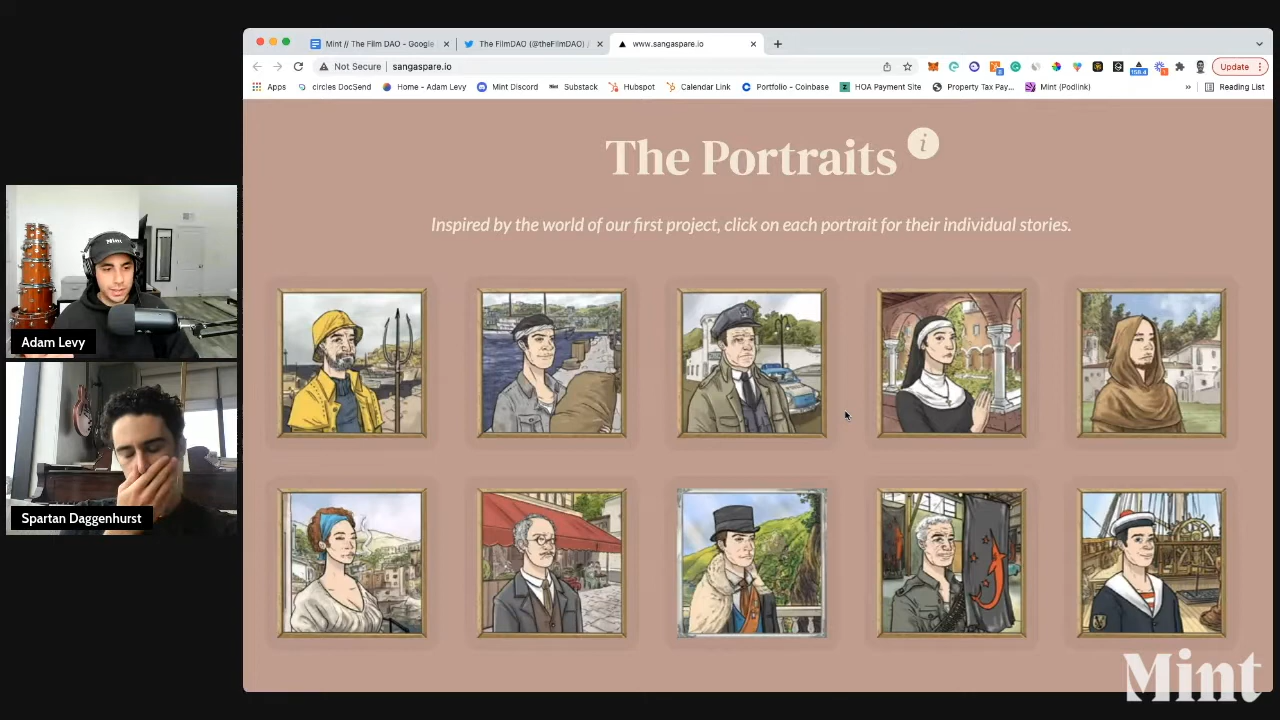 Mint // The Film DAO - Google
The FilmDAO (@theFilmDAO) /
www.sangaspare.io
Not Secure
sangaspare.io
Update
Apps
circles DocSend
Home - Adam Levy
Mint Discord
Substack
Hubspot
Calendar Link
Portfolio - Coinbase
HOA Payment Site
Property Tax Pay...
Mint (Podlink)
»
Reading List
The Portraits
i
Inspired by the world of our first project, click on each portrait for their individual stories.
Mint
Adam Levy
Spartan Daggenhurst
Mint